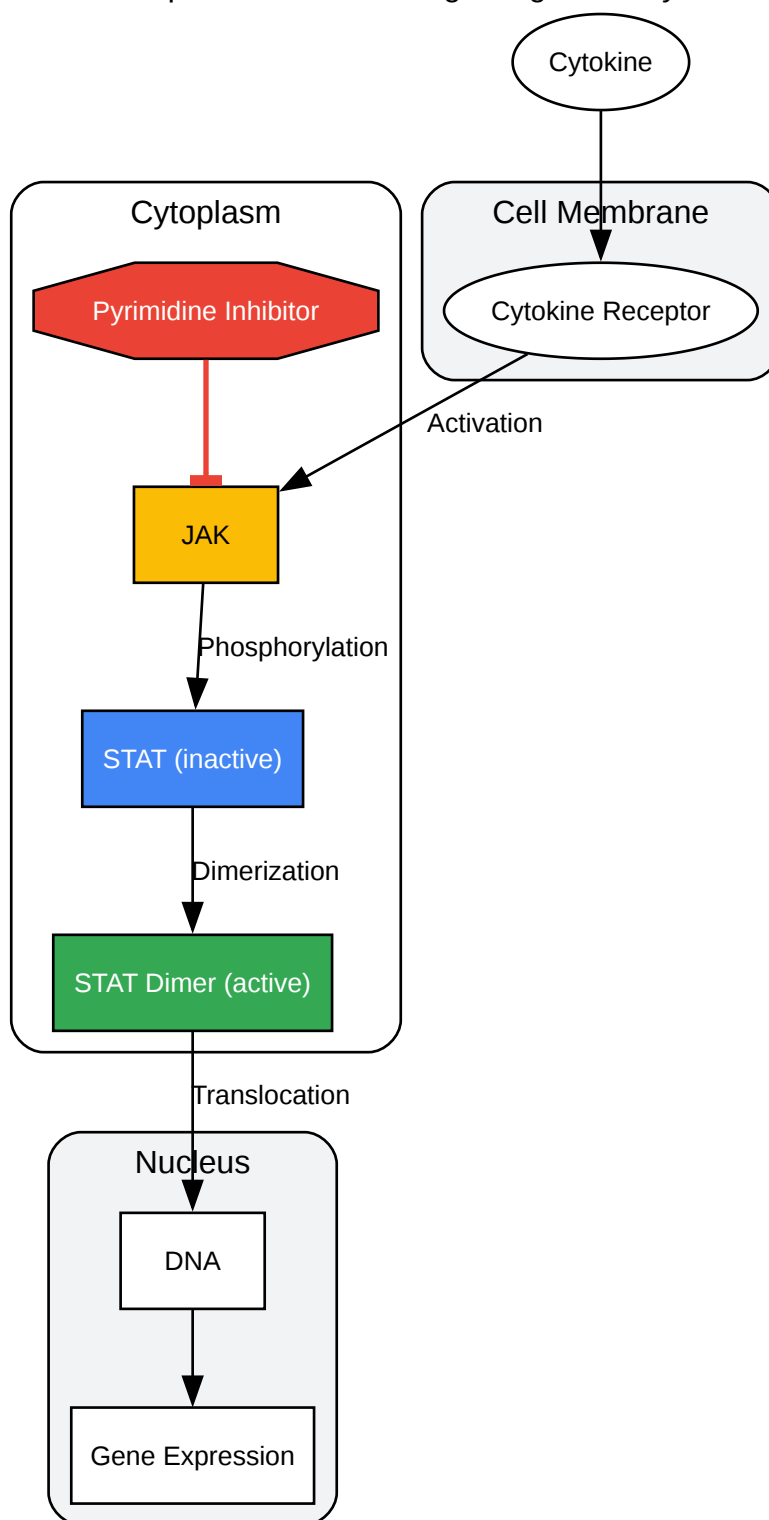 Cytokine
Cytoplasm
Cell Membrane
Pyrimidine Inhibitor
Cytokine Receptor
Activation
JAK
Phosphorylation
STAT (inactive)
Dimerization
STAT Dimer (active)
Translocation
Nucleus
DNA
Gene Expression